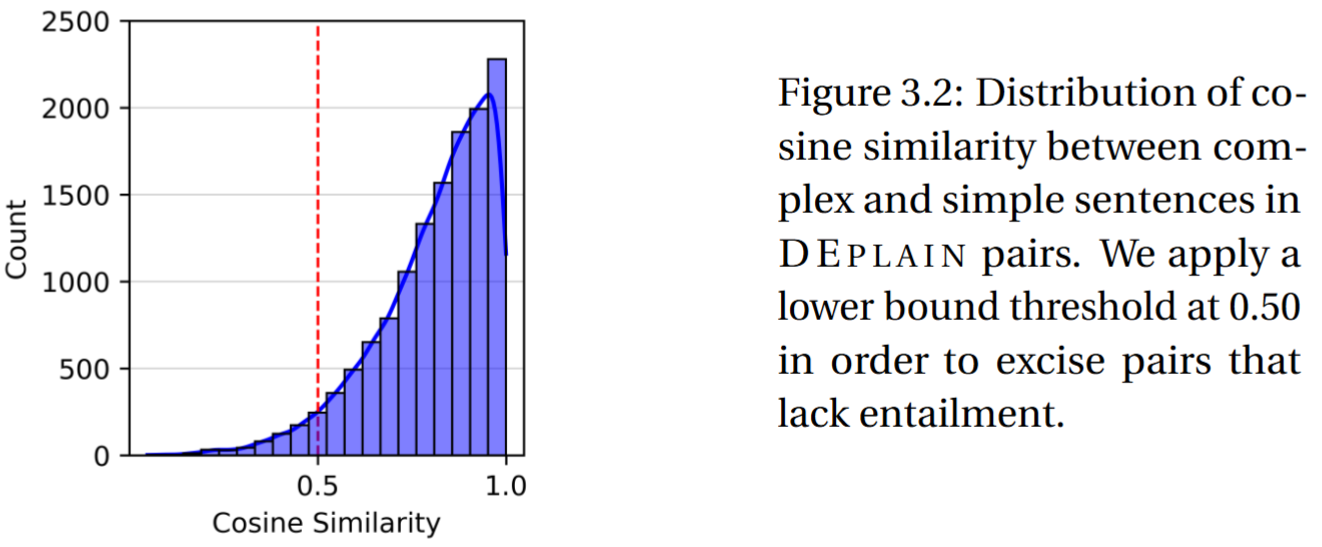 2500
2000
1500
1000
500
0
Count
0.5
1.0
Cosine Similarity
Figure 3.2: Distribution of co-
sine similarity between com-
plex and simple sentences in
DEPLAIN pairs. We apply a
lower bound threshold at 0.50
in order to excise pairs that
lack entailment.